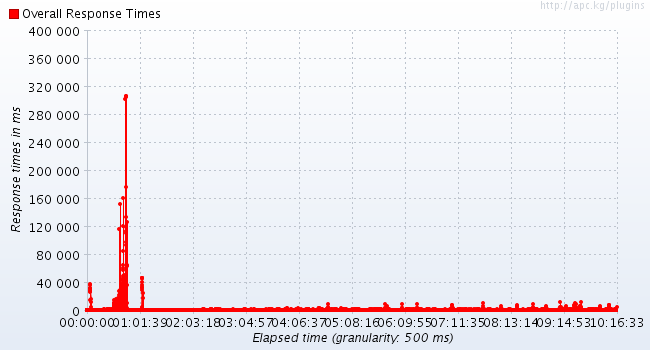 http://apc.kg/plugins
Overall Response Times
400 000
360 000
320 000
280 000
240 000
200 000
160 000
120 000
80 000
40 000
0
Response times in ms
00:00:00 01:01:39 02:03:18 03:04:57 04:06:37 05:08:16 06:09:55 07:11:35 08:13:14 09:14:53 10:16:33
Elapsed time (granularity: 500 ms)